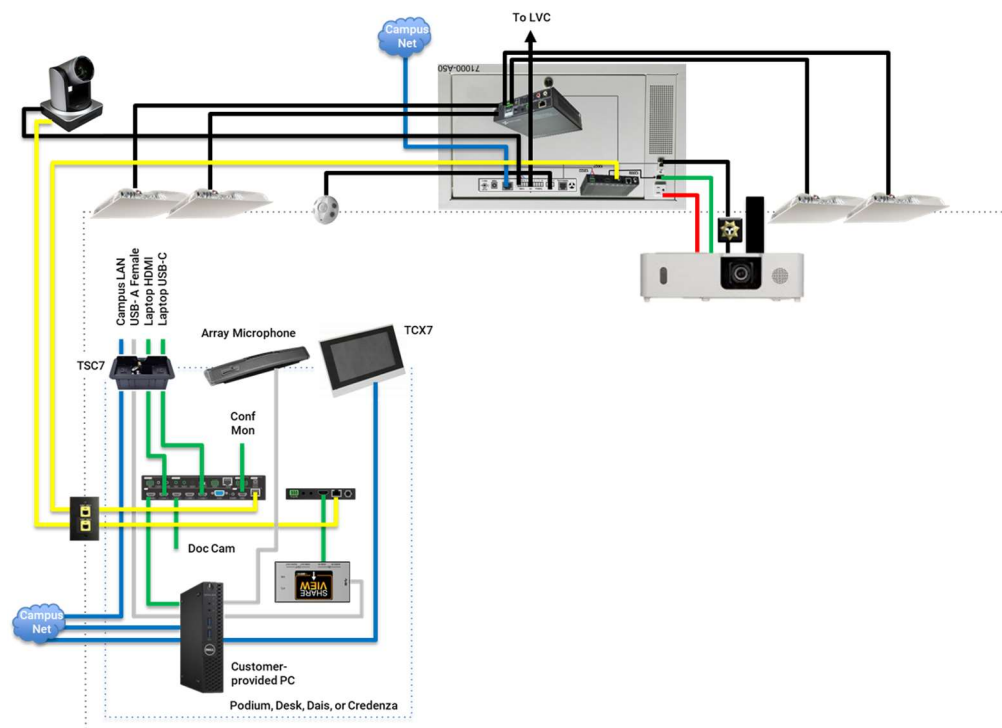 To LVC
Campus
Net
71000-A50
Campus LAN
USB- A Female
Laptop HDMI
Laptop USB-C
TSC7
Array Microphone
TCX7
Conf
Mon
Doc Cam
SHARE
VIEW
Campus
Net
Customer-
provided PC
Podium, Desk, Dais, or Credenza